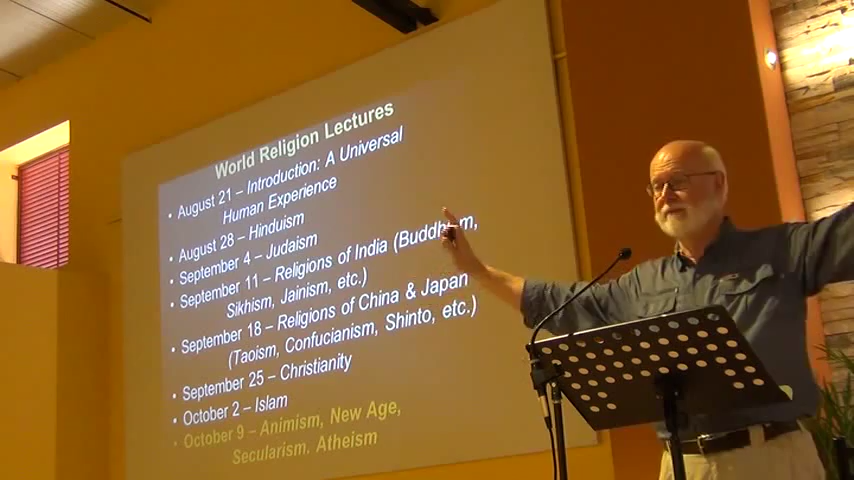 World Religion Lectures
• August 21 – Introduction: A Universal
Human Experience
• August 28 – Hinduism
• September 4 – Judaism
• September 11 – Religions of India (Buddhism,
Sikhism, Jainism, etc.)
• September 18 – Religions of China & Japan
(Taoism, Confucianism, Shinto, etc.)
• September 25 – Christianity
• October 2 – Islam
• October 9 – Animism, New Age,
Secularism. Atheism